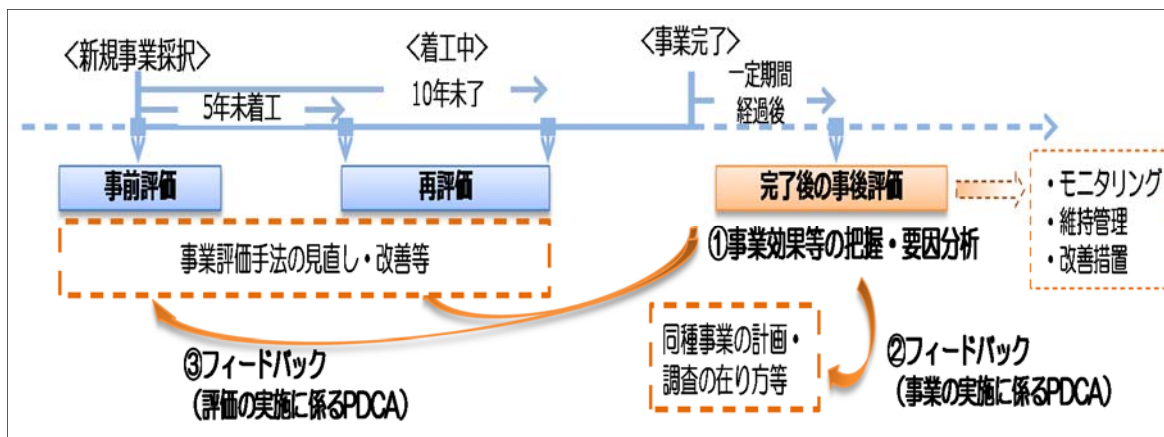 <新規事業採択>
<着工中>
<事業完了>
5年未着工
10年未了
一定期間
経過後
事前評価
再評価
完了後の事後評価
・モニタリング
・維持管理
・改善措置
事業評価手法の見直し・改善等
①事業効果等の把握・要因分析
同種事業の計画・
調査の在り方等
②フィードバック
(事業の実施に係るPDCA)
③フィードバック
(評価の実施に係るPDCA)